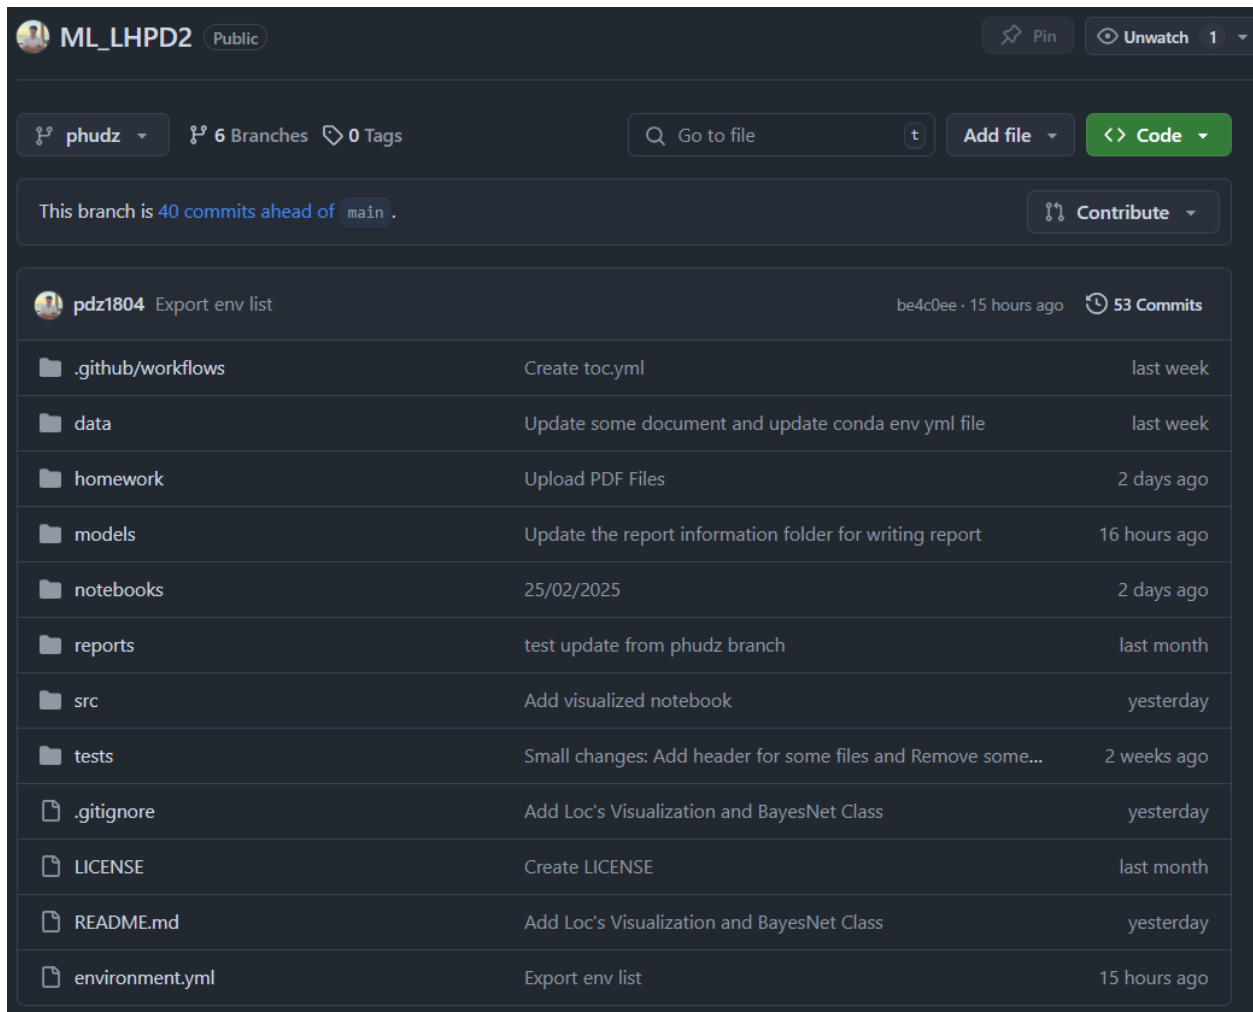 ML_LHPD2 Public Pin Unwatch 1
phudz 6 Branches 0 Tags Go to file t Add file Code
This branch is 40 commits ahead of main . Contribute
pdz1804 Export env list be4c0ee · 15 hours ago 53 Commits
.github/workflows Create toc.yml last week
data Update some document and update conda env yml file last week
homework Upload PDF Files 2 days ago
models Update the report information folder for writing report 16 hours ago
notebooks 25/02/2025 2 days ago
reports test update from phudz branch last month
src Add visualized notebook yesterday
tests Small changes: Add header for some files and Remove some... 2 weeks ago
.gitignore Add Loc's Visualization and BayesNet Class yesterday
LICENSE Create LICENSE last month
README.md Add Loc's Visualization and BayesNet Class yesterday
environment.yml Export env list 15 hours ago